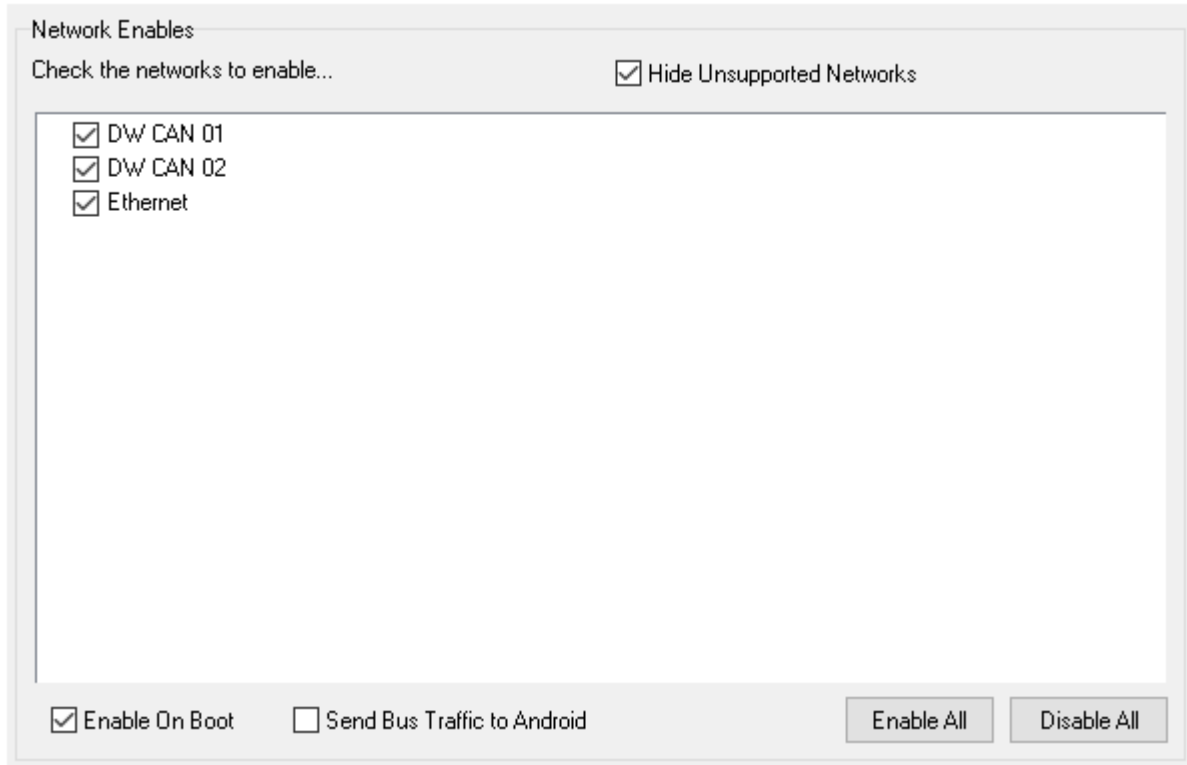 Network Enables
Check the networks to enable...
Hide Unsupported Networks
DW CAN 01
DW CAN 02
Ethernet
Enable On Boot
Send Bus Traffic to Android
Enable All
Disable All